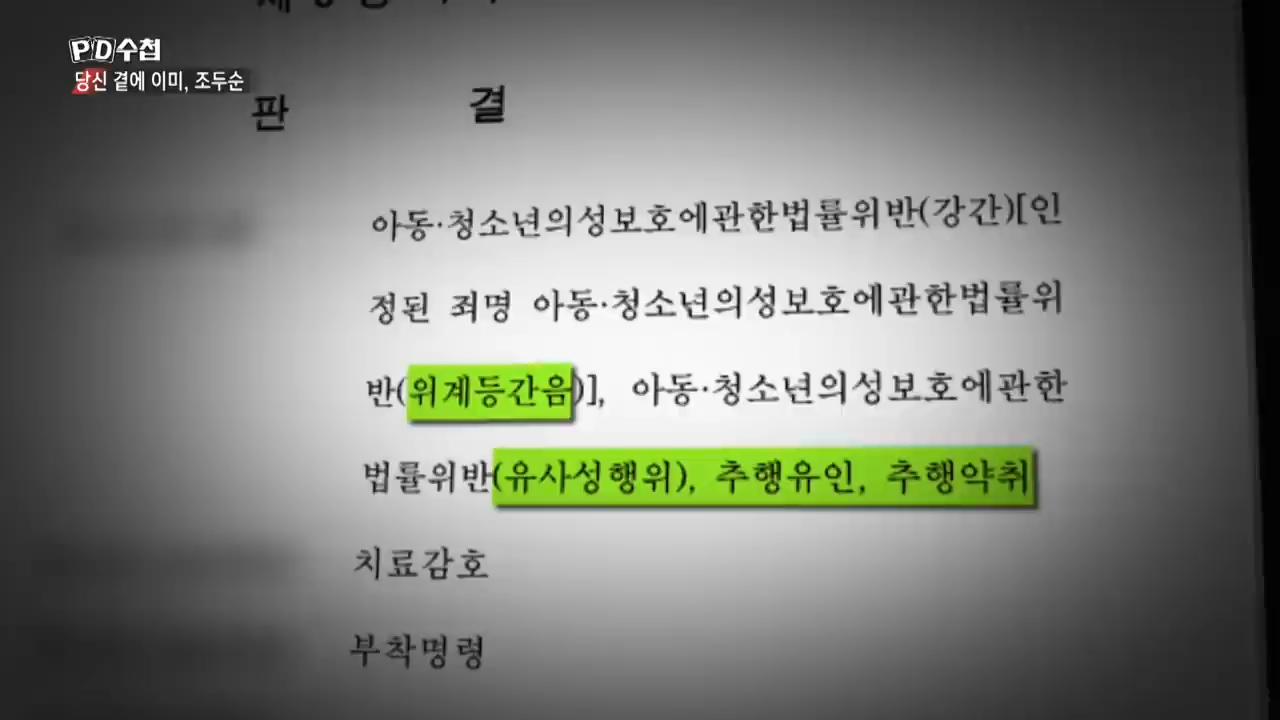 PD수첩
당신 곁에 이미, 조두순
판 결
아동·청소년의성보호에관한법률위반(강간)[인
정된 죄명 아동·청소년의성보호에관한법률위
반(위계등간음)], 아동·청소년의성보호에관한
법률위반(유사성행위), 추행유인, 추행약취
치료감호
부착명령